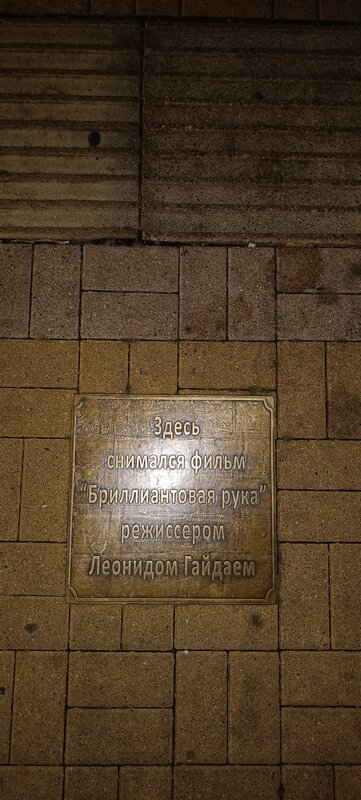 Здесь
снимался фильм
"Бриллиантовая рука"
режиссером
Леонидом Гайдаем